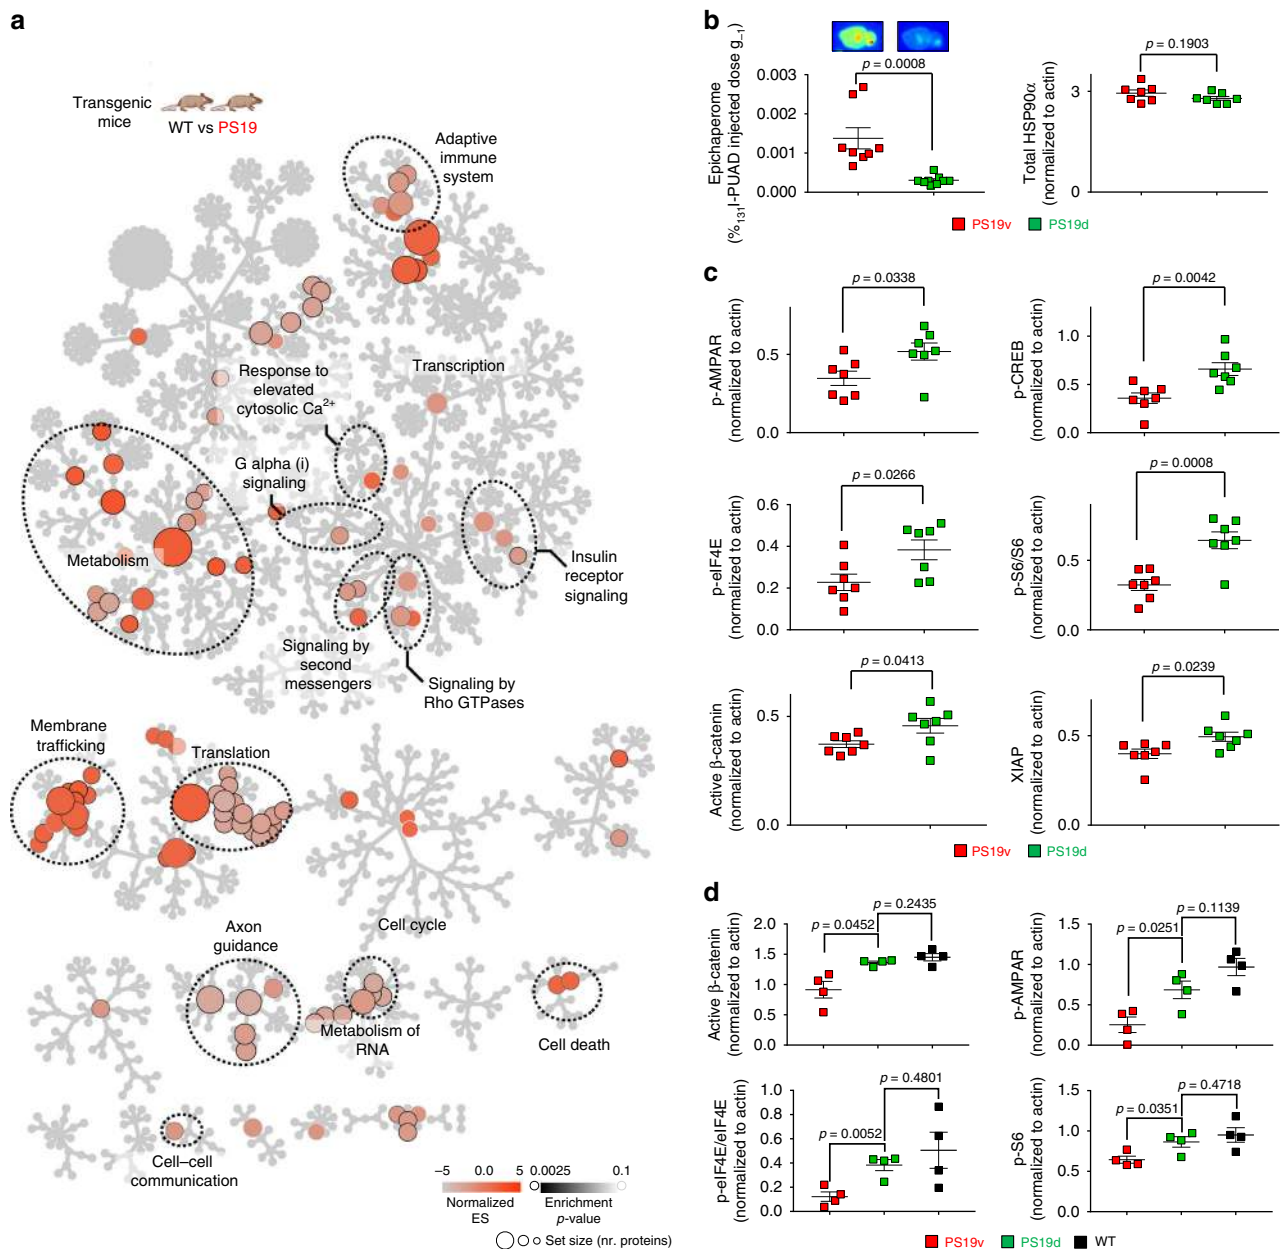 a
Transgenic
mice
WT vs PS19
Adaptive
immune
system
Response to
elevated
cytosolic Ca2+
Transcription
G alpha (i)
signaling
Metabolism
Insulin
receptor
signaling
Signaling by
second
messengers
Signaling by
Rho GTPases
Membrane
trafficking
Translation
Cell cycle
Axon
guidance
Metabolism of
RNA
Cell death
Cell–cell
communication
–5 0.0 5
Normalized
ES
0.0025 0.1
Enrichment
p-value
Set size (nr. proteins)
b
Epichaperome
(%131I-PUAD injected dose g–1)
0.003
0.002
0.001
0.000
p = 0.0008
Total HSP90α
(normalized to actin)
3
0
p = 0.1903
PS19v PS19d
c
p-AMPAR
(normalized to actin)
0.5
0.0
p = 0.0338
p-CREB
(normalized to actin)
1.0
0.5
0.0
p = 0.0042
p-eIF4E
(normalized to actin)
0.6
0.4
0.2
0.0
p = 0.0266
p-S6/S6
(normalized to actin)
0.5
0.0
p = 0.0008
Active β-catenin
(normalized to actin)
0.5
0.0
p = 0.0413
XIAP
(normalized to actin)
0.5
0.0
p = 0.0239
PS19v PS19d
d
Active β-catenin
(normalized to actin)
2.0
1.5
1.0
0.5
0.0
p = 0.0452
p = 0.2435
p-AMPAR
(normalized to actin)
1.5
1.0
0.5
0.0
p = 0.0251
p = 0.1139
p-eIF4E/eIF4E
(normalized to actin)
1.0
0.8
0.6
0.4
0.2
0.0
p = 0.0052
p = 0.4801
p-S6
(normalized to actin)
1.5
1.0
0.5
0.0
p = 0.0351
p = 0.4718
PS19v PS19d WT